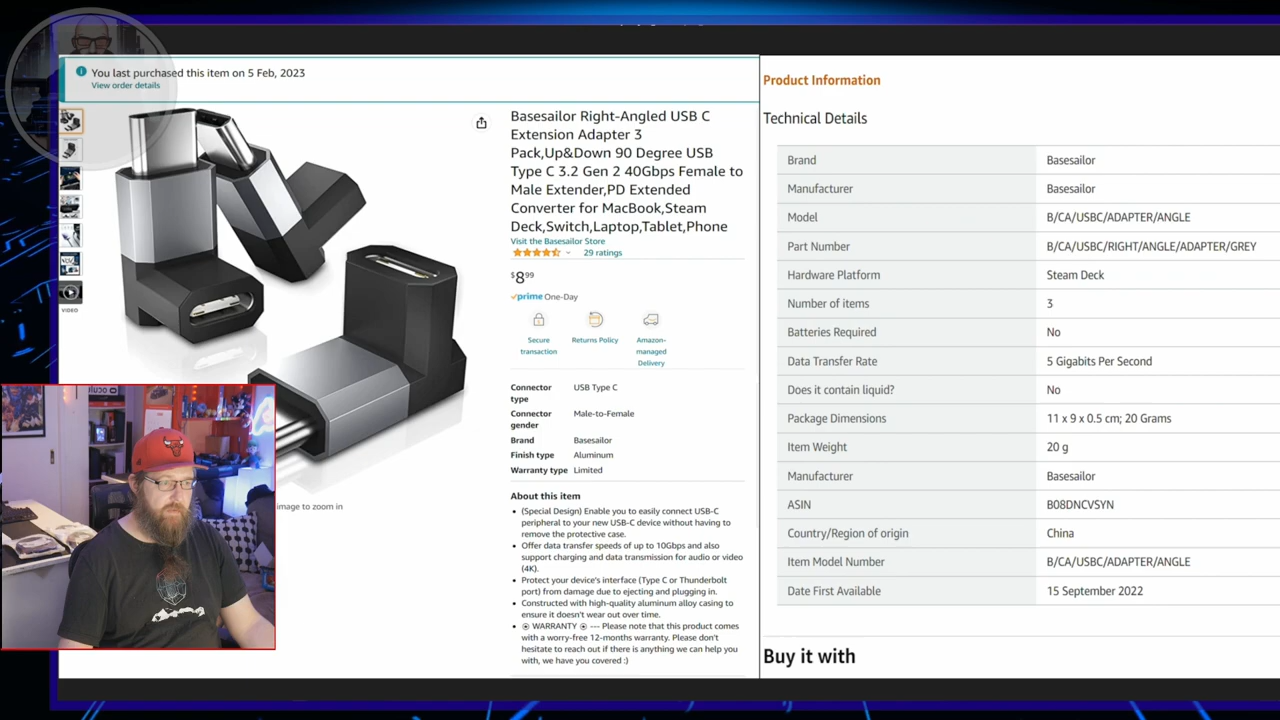 You last purchased this item on 5 Feb, 2023
View order details
VIDEO
image to zoom in
Basesailor Right-Angled USB C
Extension Adapter 3
Pack,Up&Down 90 Degree USB
Type C 3.2 Gen 2 40Gbps Female to
Male Extender,PD Extended
Converter for MacBook,Steam
Deck,Switch,Laptop,Tablet,Phone
Visit the Basesailor Store
29 ratings
$8.99
prime One-Day
Secure
transaction
Returns Policy
Amazon-
managed
Delivery
Connector
type
USB Type C
Connector
gender
Male-to-Female
Brand
Basesailor
Finish type
Aluminum
Warranty type
Limited
About this item
(Special Design) Enable you to easily connect USB-C
peripheral to your new USB-C device without having to
remove the protective case.
Offer data transfer speeds of up to 10Gbps and also
support charging and data transmission for audio or video
(4K).
Protect your device's interface (Type C or Thunderbolt
port) from damage due to ejecting and plugging in.
Constructed with high-quality aluminum alloy casing to
ensure it doesn't wear out over time.
WARRANTY --- Please note that this product comes
with a worry-free 12-months warranty. Please don't
hesitate to reach out if there is anything we can help you
with, we have you covered :)
Product Information
Technical Details
Brand Basesailor
Manufacturer Basesailor
Model B/CA/USBC/ADAPTER/ANGLE
Part Number B/CA/USBC/RIGHT/ANGLE/ADAPTER/GREY
Hardware Platform Steam Deck
Number of items 3
Batteries Required No
Data Transfer Rate 5 Gigabits Per Second
Does it contain liquid? No
Package Dimensions 11 x 9 x 0.5 cm; 20 Grams
Item Weight 20 g
Manufacturer Basesailor
ASIN B08DNCVSYN
Country/Region of origin China
Item Model Number B/CA/USBC/ADAPTER/ANGLE
Date First Available 15 September 2022
Buy it with